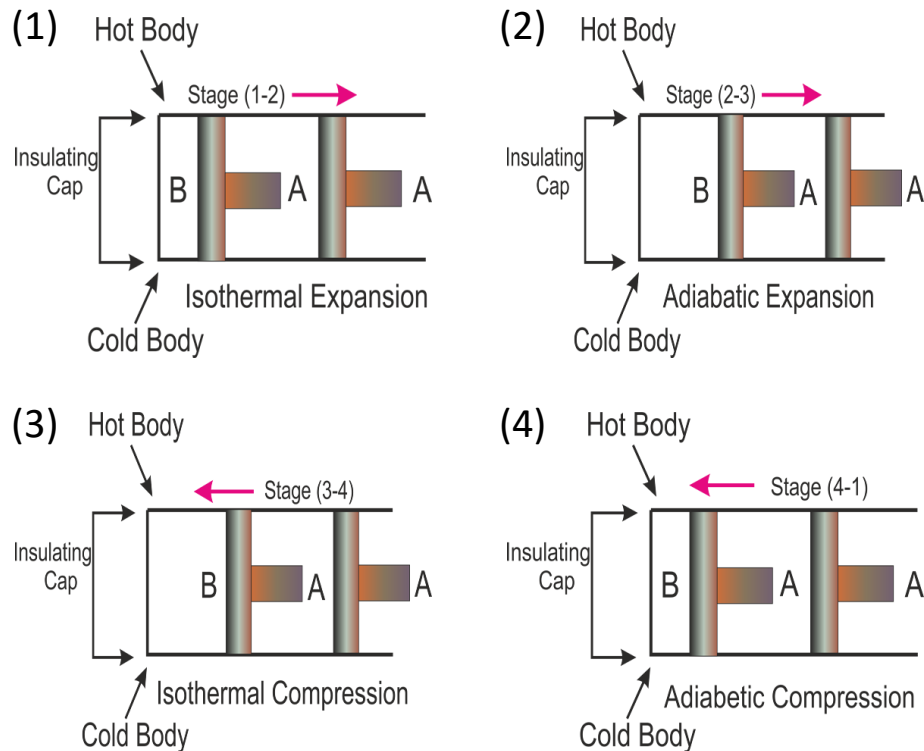 (1)
Hot Body
Stage (1-2)
Insulating
Cap
B
A
A
Isothermal Expansion
Cold Body
(2)
Hot Body
Stage (2-3)
Insulating
Cap
A
A
Adiabatic Expansion
Cold Body
(3)
Hot Body
Stage (3-4)
Insulating
Cap
B
A
A
Isothermal Compression
Cold Body
(4)
Hot Body
Stage (4-1)
Insulating
Cap
B
A
A
Adiabetic Compression
Cold Body